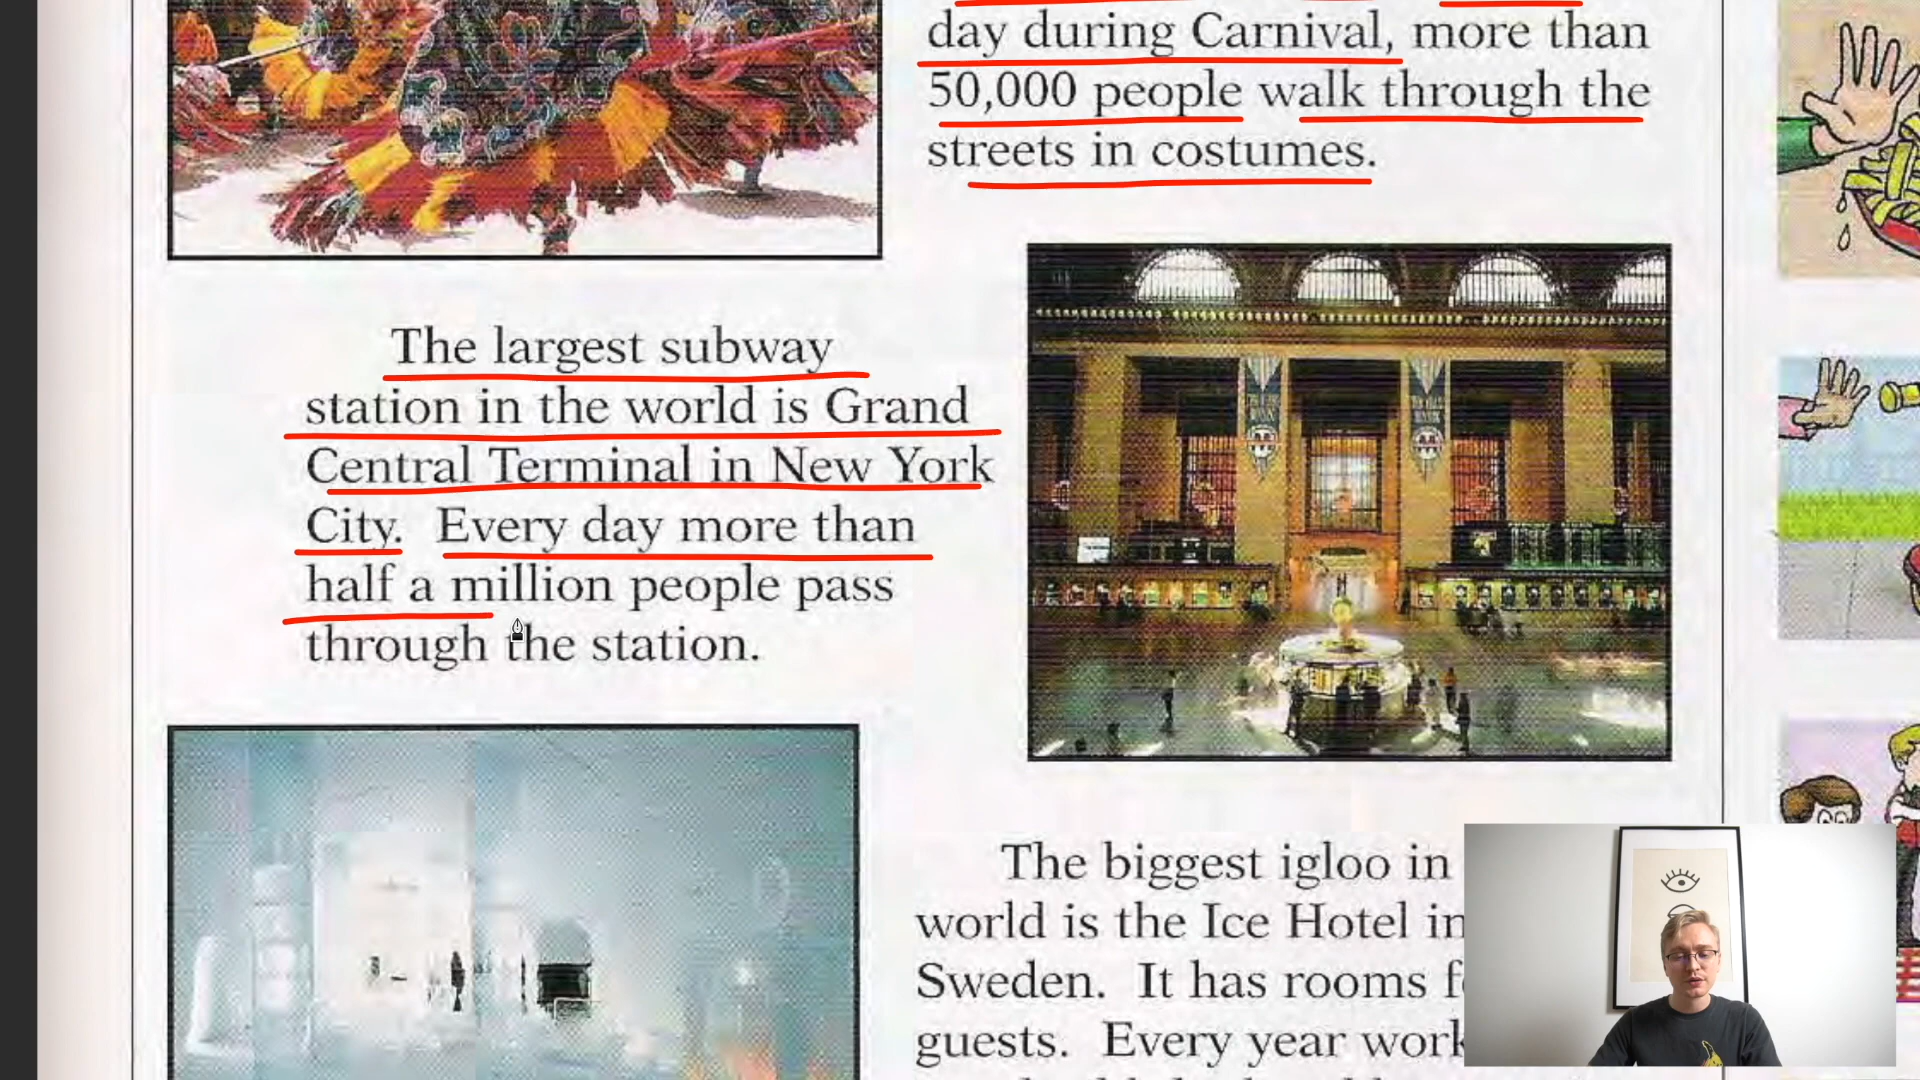 day during Carnival, more than
50,000 people walk through the
streets in costumes.
The largest subway
station in the world is Grand
Central Terminal in New York
City. Every day more than
half a million people pass
through the station.
The biggest igloo in
world is the Ice Hotel in
Sweden. It has rooms f
guests. Every year work